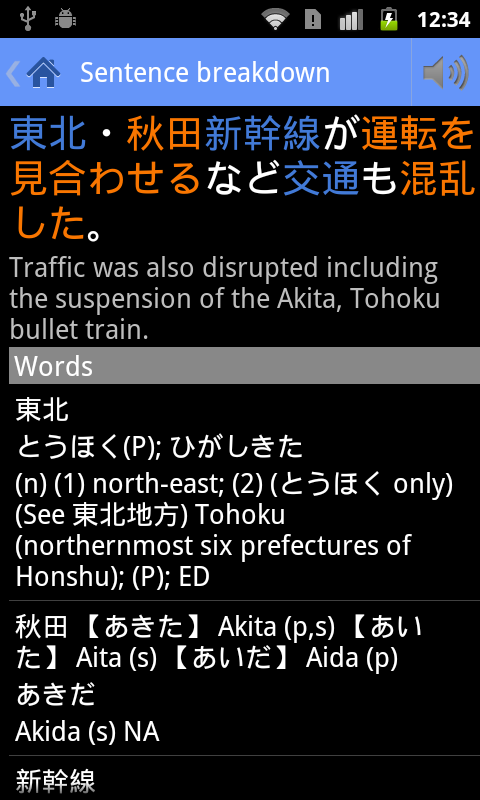 12:34
Sentence breakdown
東北・秋田新幹線が運転を
見合わせるなど交通も混乱
した。
Traffic was also disrupted including
the suspension of the Akita, Tohoku
bullet train.
Words
東北
とうほく(P); ひがしきた
(n) (1) north-east; (2) (とうほく only)
(See 東北地方) Tohoku
(northernmost six prefectures of
Honshu); (P); ED
秋田 【あきた】 Akita (p,s) 【あい
た】 Aita (s) 【あいだ】 Aida (p)
あきだ
Akida (s) NA
新幹線